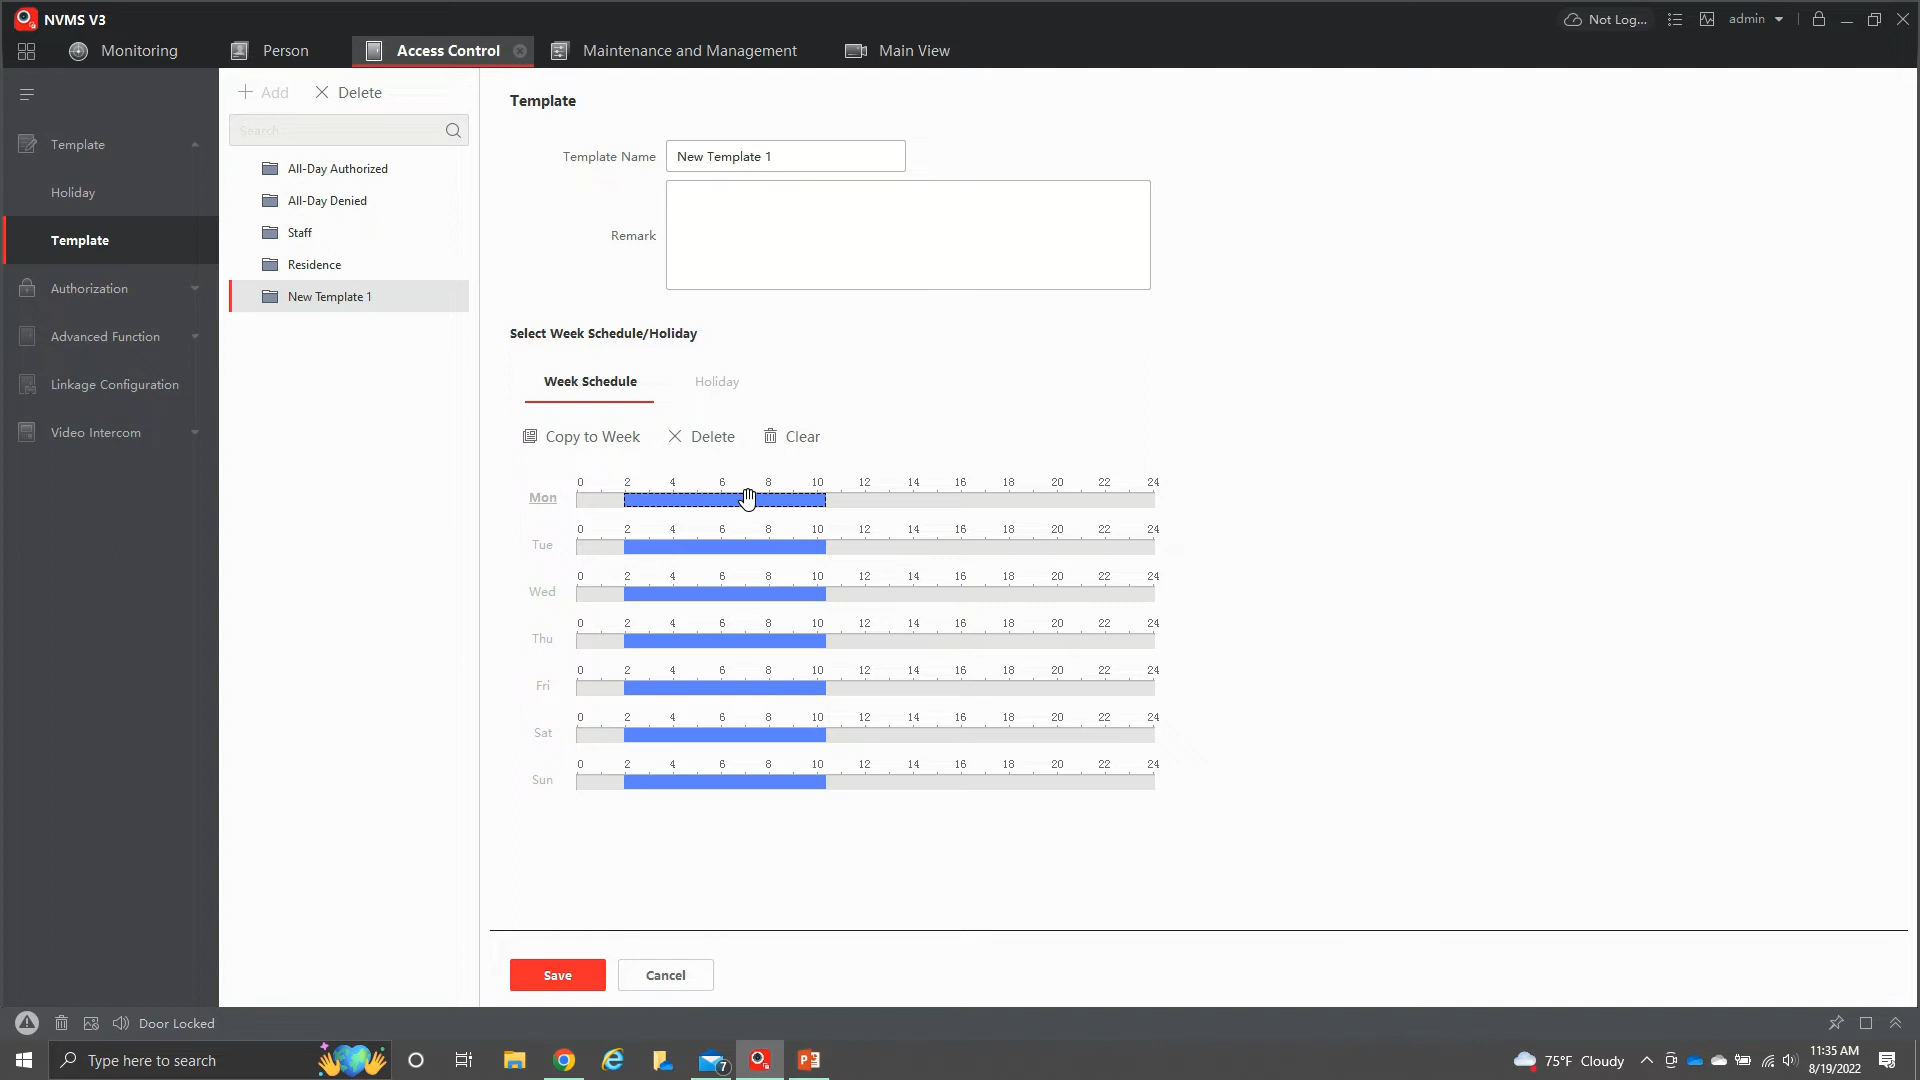 NVMS V3
Not Log...
admin
Monitoring
Person
Access Control
Maintenance and Management
Main View
Template
Holiday
Template
Authorization
Advanced Function
Linkage Configuration
Video Intercom
Add
Delete
Search
All-Day Authorized
All-Day Denied
Staff
Residence
New Template 1
Template
Template Name New Template 1
Remark
Select Week Schedule/Holiday
Week Schedule Holiday
Copy to Week Delete Clear
0 2 4 6 8 10 12 14 16 18 20 22 24
Mon
0 2 4 6 8 10 12 14 16 18 20 22 24
Tue
0 2 4 6 8 10 12 14 16 18 20 22 24
Wed
0 2 4 6 8 10 12 14 16 18 20 22 24
Thu
0 2 4 6 8 10 12 14 16 18 20 22 24
Fri
0 2 4 6 8 10 12 14 16 18 20 22 24
Sat
0 2 4 6 8 10 12 14 16 18 20 22 24
Sun
Save Cancel
Door Locked
Type here to search
7
75°F Cloudy
11:35 AM
8/19/2022